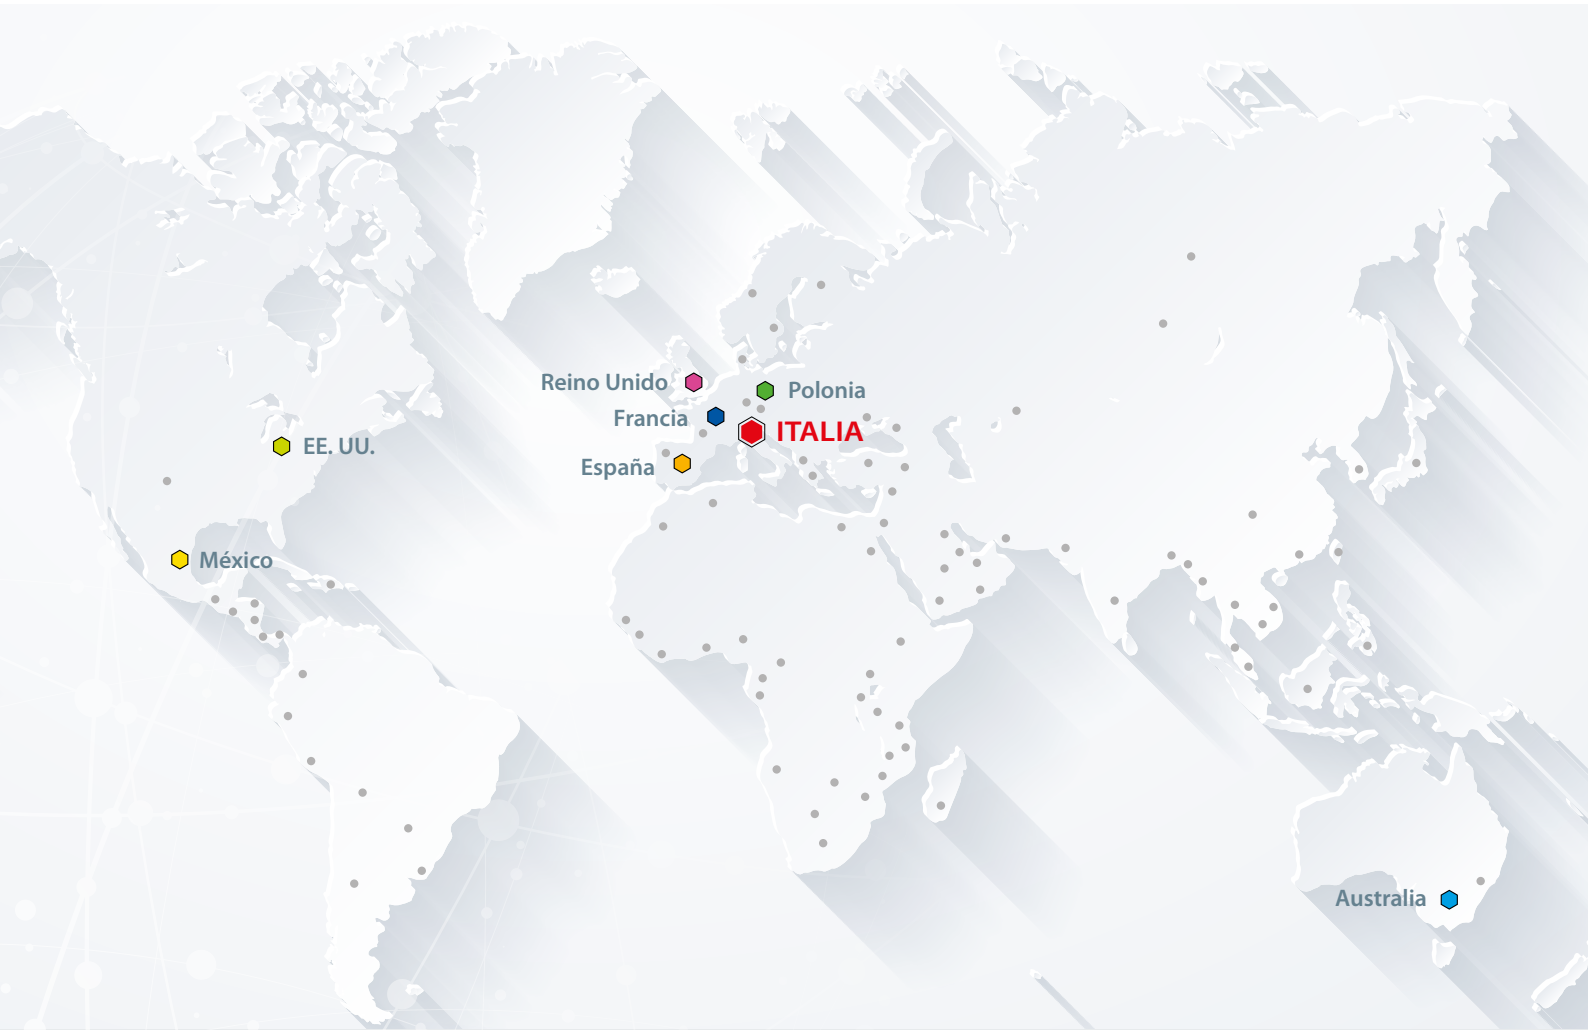 Reino Unido
Polonia
Francia
ITALIA
EE. UU.
España
México
Australia